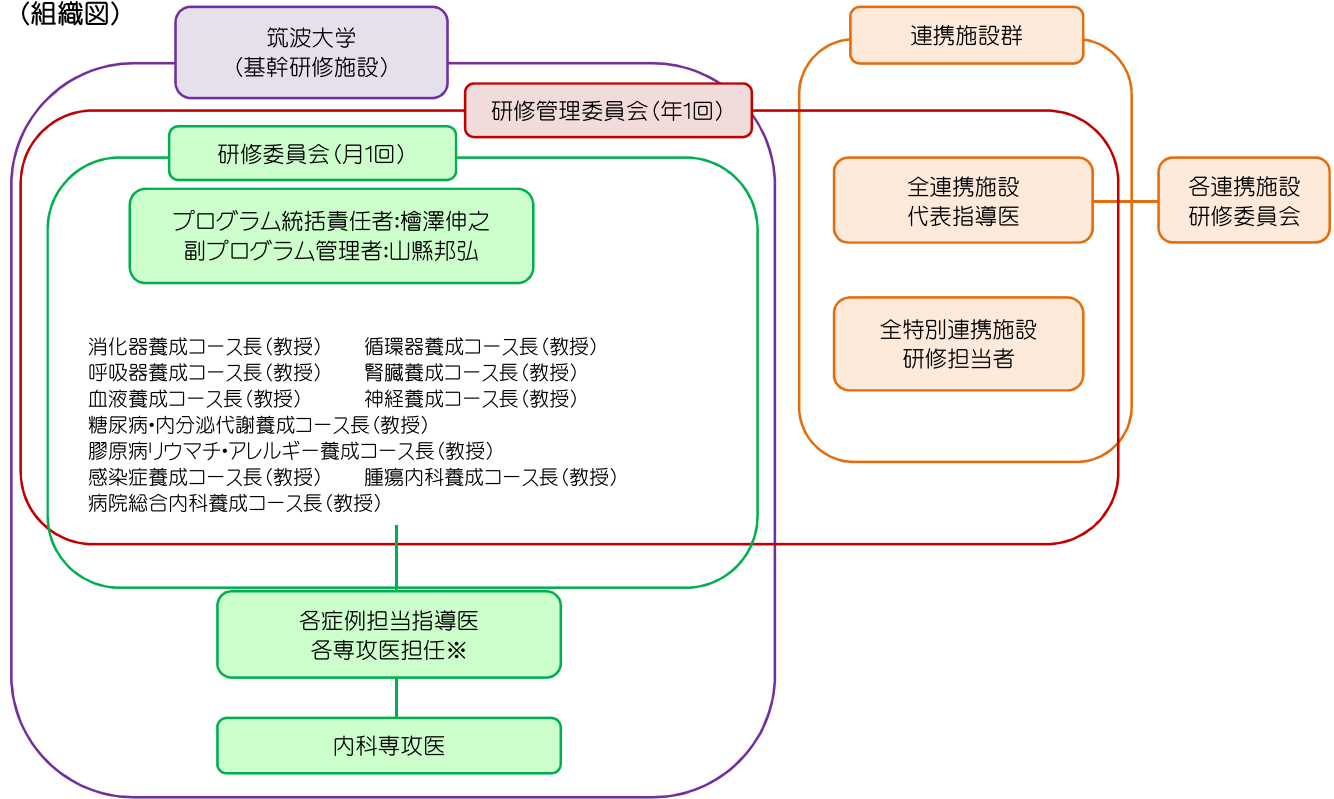 （組織図）
筑波大学
（基幹研修施設）
連携施設群
研修管理委員会（年1回）
研修委員会（月1回）
プログラム統括責任者：檜澤伸之
副プログラム管理者：山縣邦弘
全連携施設
代表指導医
各連携施設
研修委員会
全特別連携施設
研修担当者
消化器養成コース長（教授）　循環器養成コース長（教授）
呼吸器養成コース長（教授）　腎臓養成コース長（教授）
血液養成コース長（教授）　神経養成コース長（教授）
糖尿病・内分泌代謝養成コース長（教授）
膠原病リウマチ・アレルギー養成コース長（教授）
感染症養成コース長（教授）　腫瘍内科養成コース長（教授）
病院総合内科養成コース長（教授）
各症例担当指導医
各専攻医担任※
内科専攻医